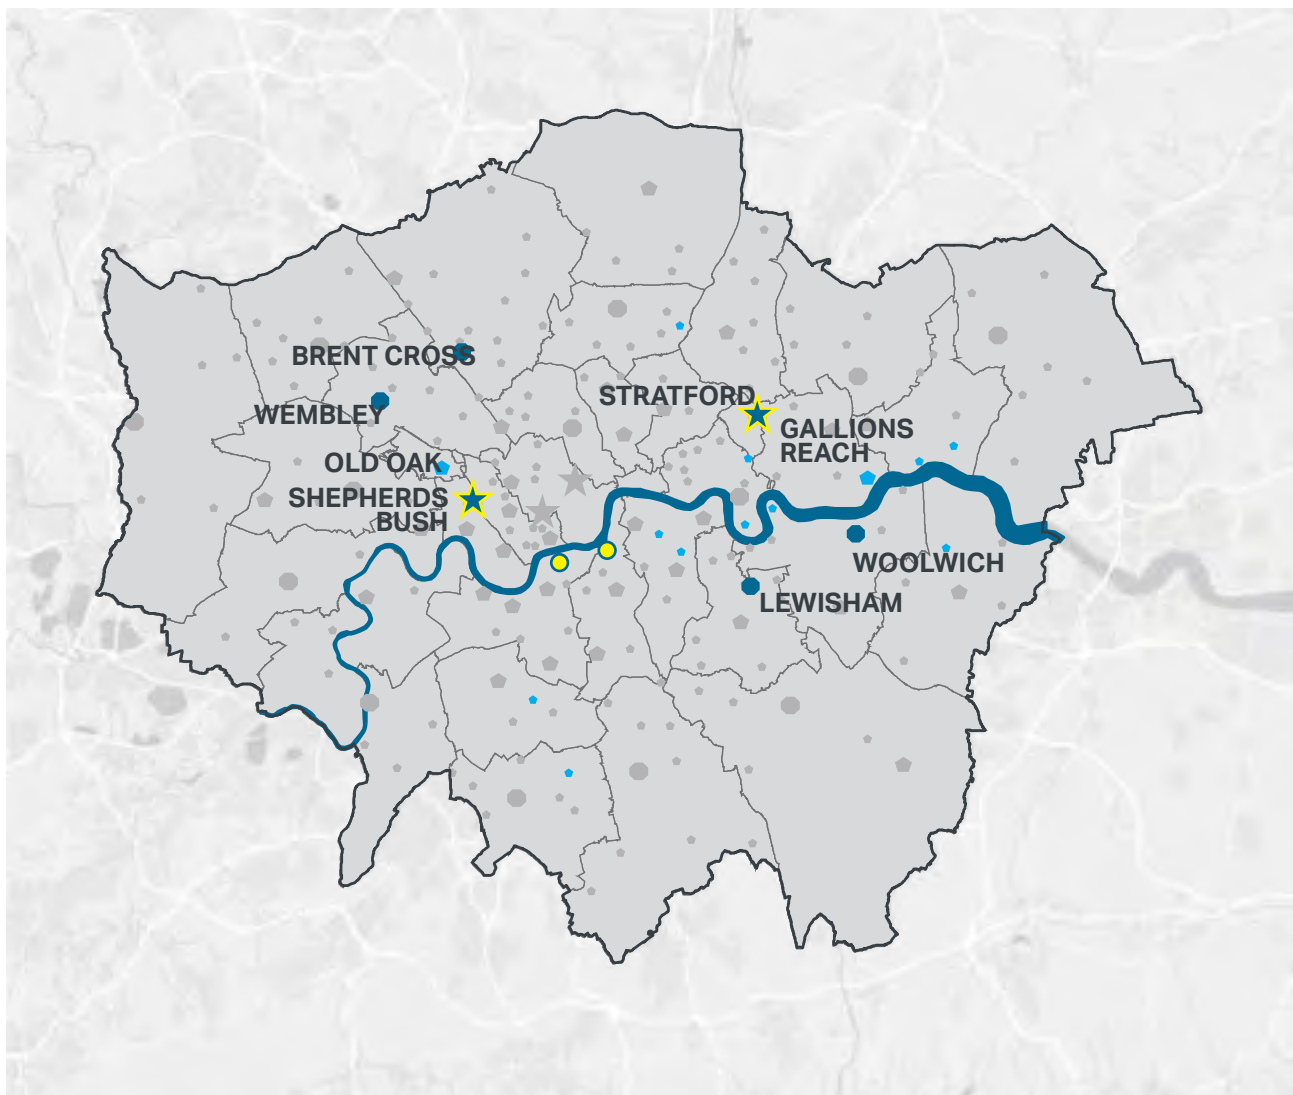 BRENT CROSS
STRATFORD
WEMBLEY
GALLIONS
REACH
OLD OAK
SHEPHERDS
BUSH
WOOLWICH
LEWISHAM